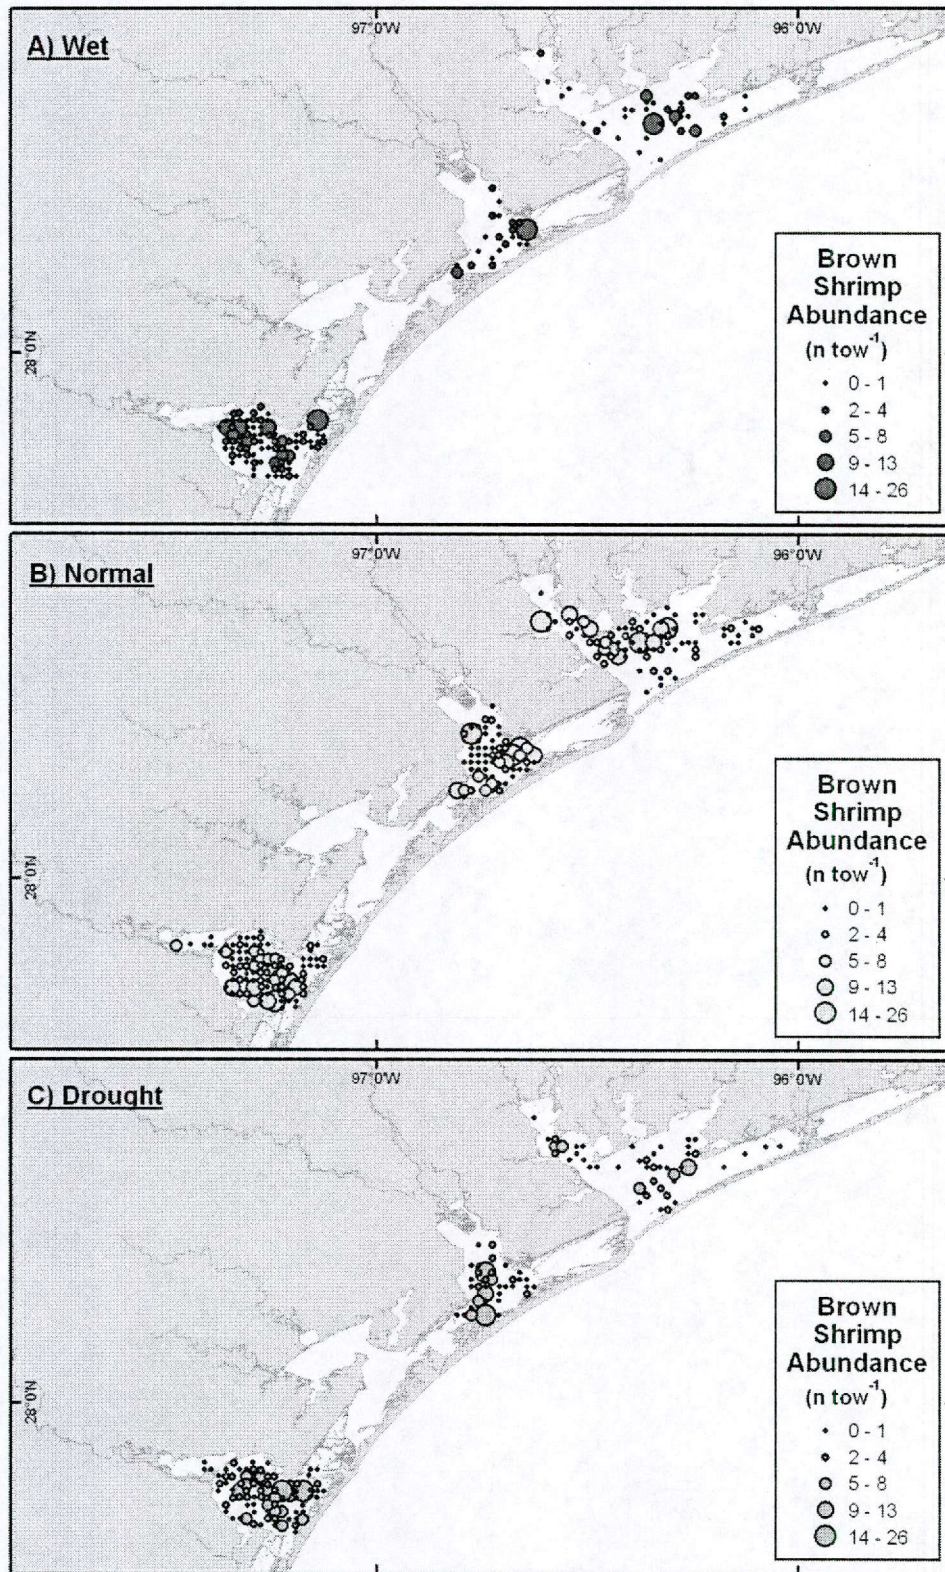 97°0'W
96°0'W
A) Wet
28°0'N
Brown
Shrimp
Abundance
(n tow⁻¹)
0 - 1
2 - 4
5 - 8
9 - 13
14 - 26
97°0'W
96°0'W
B) Normal
28°0'N
Brown
Shrimp
Abundance
(n tow⁻¹)
0 - 1
2 - 4
5 - 8
9 - 13
14 - 26
97°0'W
96°0'W
C) Drought
28°0'N
Brown
Shrimp
Abundance
(n tow⁻¹)
0 - 1
2 - 4
5 - 8
9 - 13
14 - 26